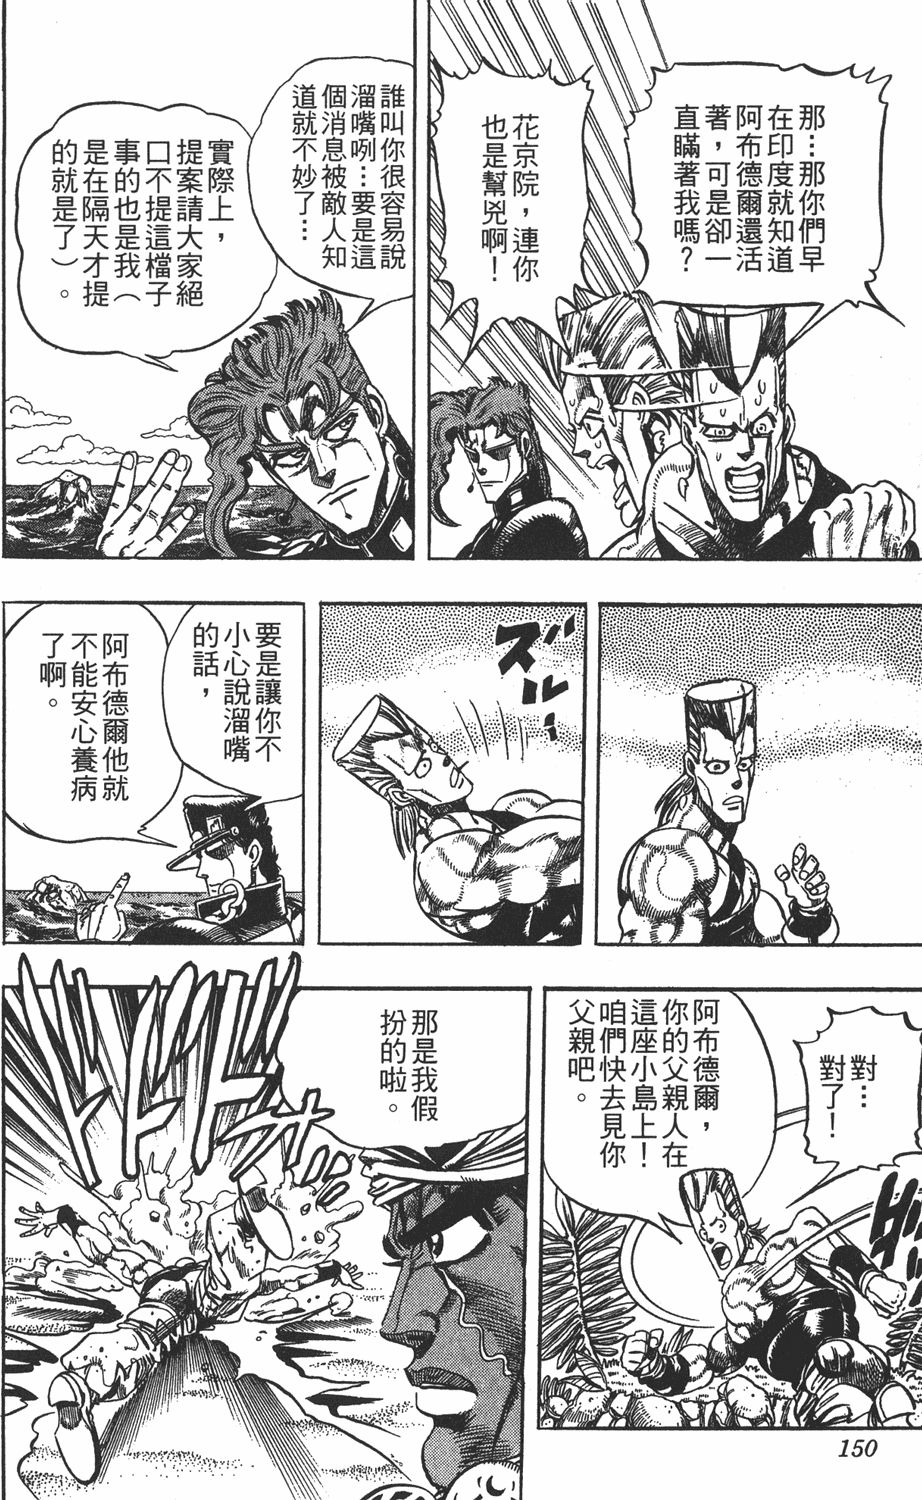 那…那你們早
在印度就知道
阿布德爾還活
著，可是卻一
直瞞著我嗎？
花京院，連你
也是幫兇啊！
誰叫你很容易說
溜嘴咧…要是這
個消息被敵人知
道就不妙了…
實際上，
提案請大家絕
口不提這檔子
事的也是我（
是在隔天才提
的就是了）。
ズズ…
要是讓你不
小心說溜嘴
的話，
阿布德爾他就
不能安心養病
了啊。
對…
對了！
阿布德爾，
你的父親人在
這座小島上！
咱們快去見你
父親吧。
那是我假
扮的啦。
ドドドドッ
150